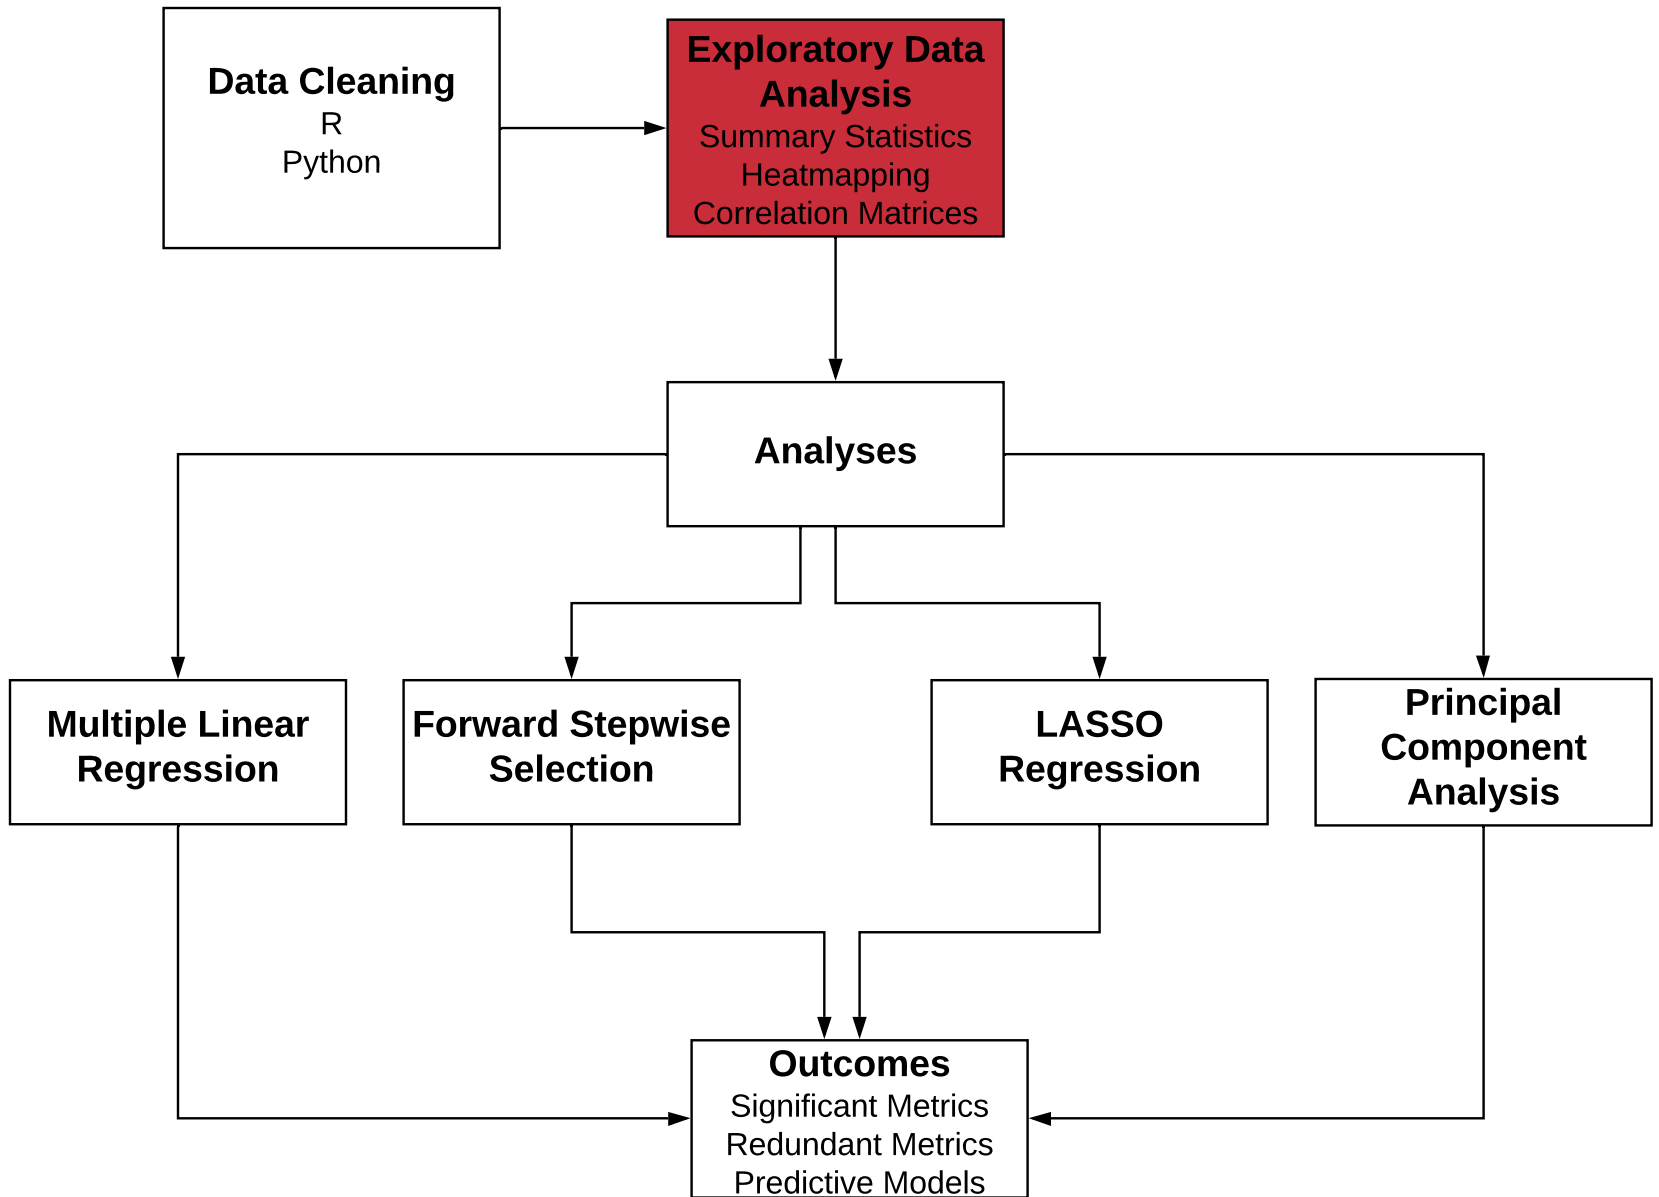 Data Cleaning
R
Python
Exploratory Data
Analysis
Summary Statistics
Heatmapping
Correlation Matrices
Analyses
Multiple Linear
Regression
Forward Stepwise
Selection
LASSO
Regression
Principal
Component
Analysis
Outcomes
Significant Metrics
Redundant Metrics
Predictive Models